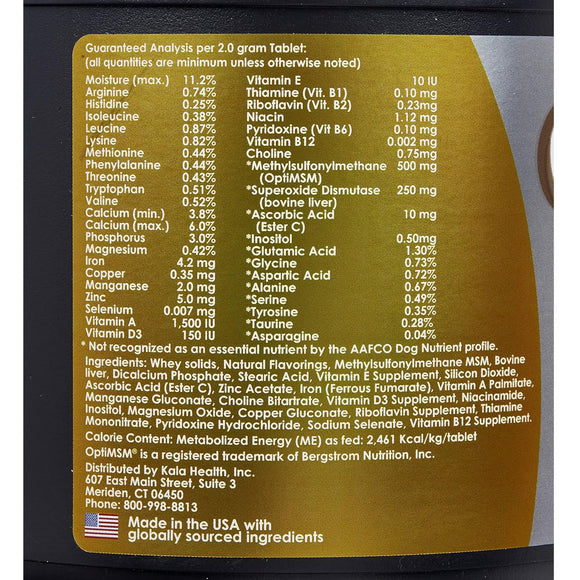 Guaranteed Analysis per 2.0 gram Tablet:
(all quantities are minimum unless otherwise noted)
Moisture (max.) 11.2%
Arginine 0.74%
Histidine 0.25%
Isoleucine 0.38%
Leucine 0.87%
Lysine 0.82%
Methionine 0.44%
Phenylalanine 0.44%
Threonine 0.43%
Tryptophan 0.51%
Valine 0.52%
Calcium (min.) 3.8%
Calcium (max.) 6.0%
Phosphorus 3.0%
Magnesium 0.42%
Iron 4.2 mg
Copper 0.35 mg
Manganese 2.0 mg
Zinc 5.0 mg
Selenium 0.007 mg
Vitamin A 1,500 IU
Vitamin D3 150 IU
Vitamin E 10 IU
Thiamine (Vit. B1) 0.10 mg
Riboflavin (Vit. B2) 0.23mg
Niacin 1.12 mg
Pyridoxine (Vit B6) 0.10 mg
Vitamin B12 0.002 mg
Choline 0.75mg
*Methylsulfonylmethane 500 mg
(OptiMSM)
*Superoxide Dismutase 250 mg
(bovine liver)
*Ascorbic Acid 10 mg
(Ester C)
*Inositol 0.50mg
*Glutamic Acid 1.30%
*Glycine 0.73%
*Aspartic Acid 0.72%
*Alanine 0.67%
*Serine 0.49%
*Tyrosine 0.35%
*Taurine 0.28%
*Asparagine 0.04%
* Not recognized as an essential nutrient by the AAFCO Dog Nutrient profile.
Ingredients: Whey solids, Natural Flavorings, Methylsulfonylmethane MSM, Bovine
liver, Dicalcium Phosphate, Stearic Acid, Vitamin E Supplement, Silicon Dioxide,
Ascorbic Acid (Ester C), Zinc Acetate, Iron (Ferrous Fumarate), Vitamin A Palmitate,
Manganese Gluconate, Choline Bitartrate, Vitamin D3 Supplement, Niacinamide,
Inositol, Magnesium Oxide, Copper Gluconate, Riboflavin Supplement, Thiamine
Mononitrate, Pyridoxine Hydrochloride, Sodium Selenate, Vitamin B12 Supplement.
Calorie Content: Metabolized Energy (ME) as fed: 2,461 Kcal/kg/tablet
OptiMSM® is a registered trademark of Bergstrom Nutrition, Inc.
Distributed by Kala Health, Inc.
607 East Main Street, Suite 3
Meriden, CT 06450
Phone: 800-998-8813
Made in the USA with
globally sourced ingredients